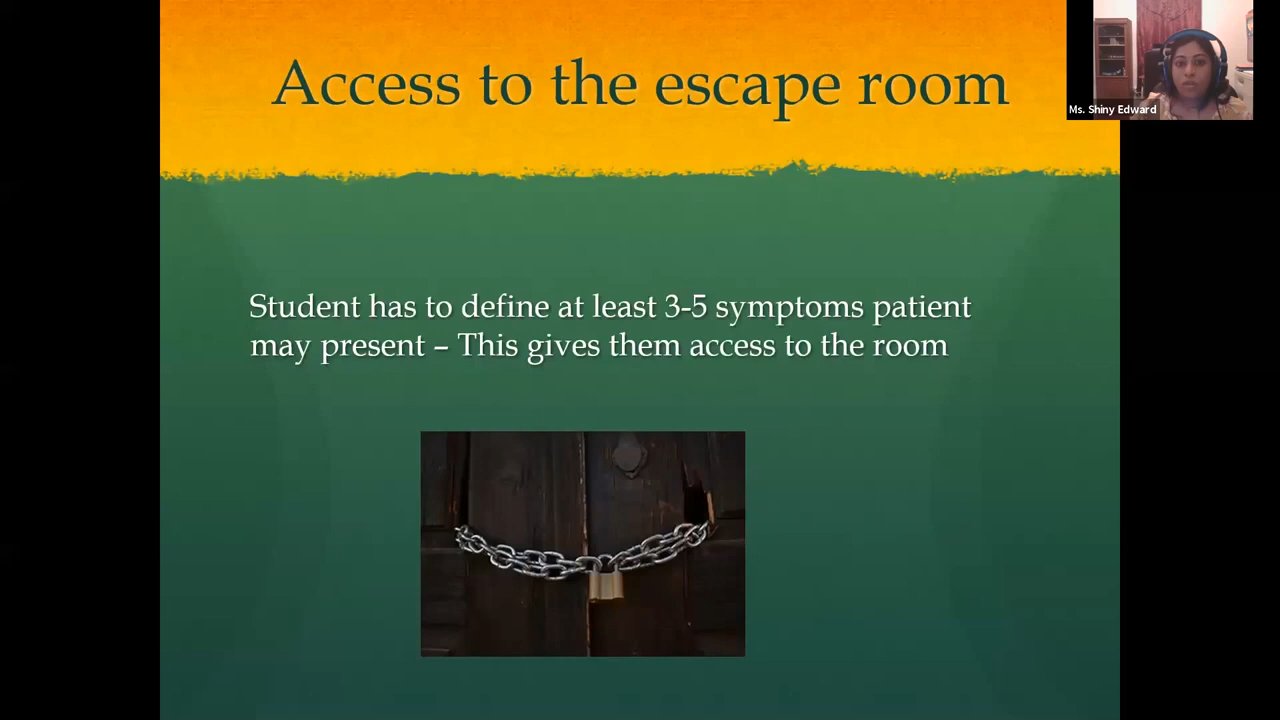 Access to the escape room
Ms. Shiny Edward
Student has to define at least 3-5 symptoms patient
may present – This gives them access to the room